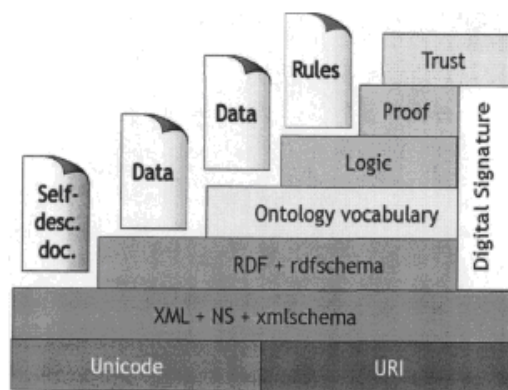 Rules
Trust
Data
Proof
Data
Logic
Self-
desc.
doc.
Ontology vocabulary
Digital Signature
RDF + rdfschema
XML + NS + xmlschema
Unicode
URI